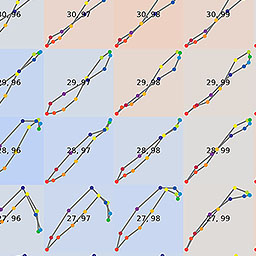 30, 96 30, 97 30, 98 30, 99
29, 96 29, 97 29, 98 29, 99
28, 96 28, 97 28, 98 28, 99
27, 96 27, 97 27, 98 27, 99